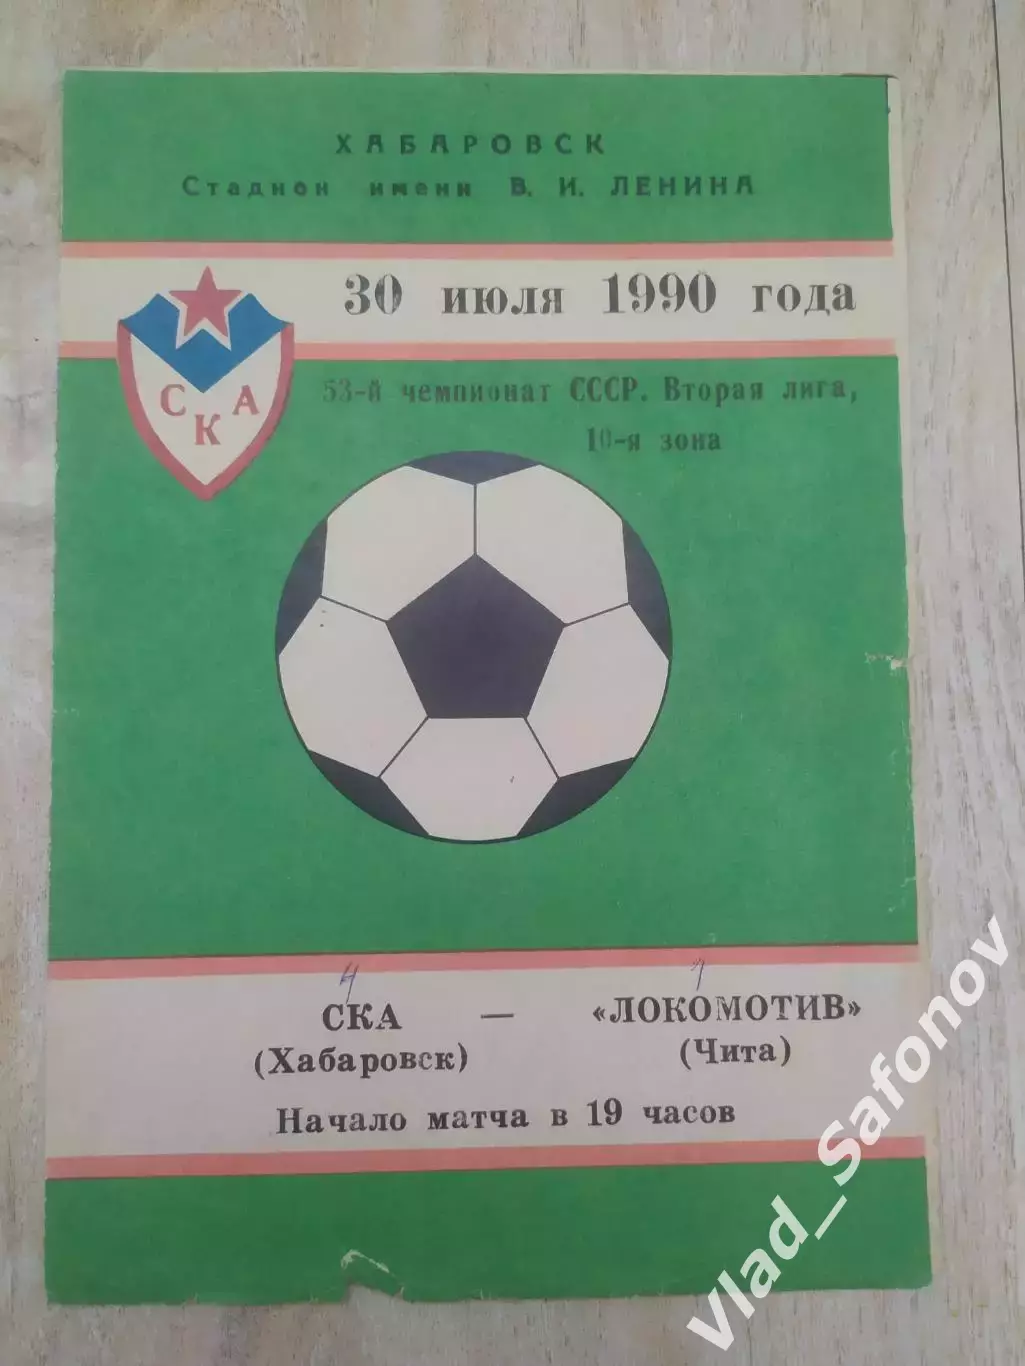 ХАБАРОВСК
Стадион имени В. И. ЛЕНИНА
30 июля 1990 года
СКА
53-й чемпионат СССР. Вторая лига,
10-я зона
4 1
СКА — «ЛОКОМОТИВ»
(Хабаровск) (Чита)
Начало матча в 19 часов
Vlad_Safonov